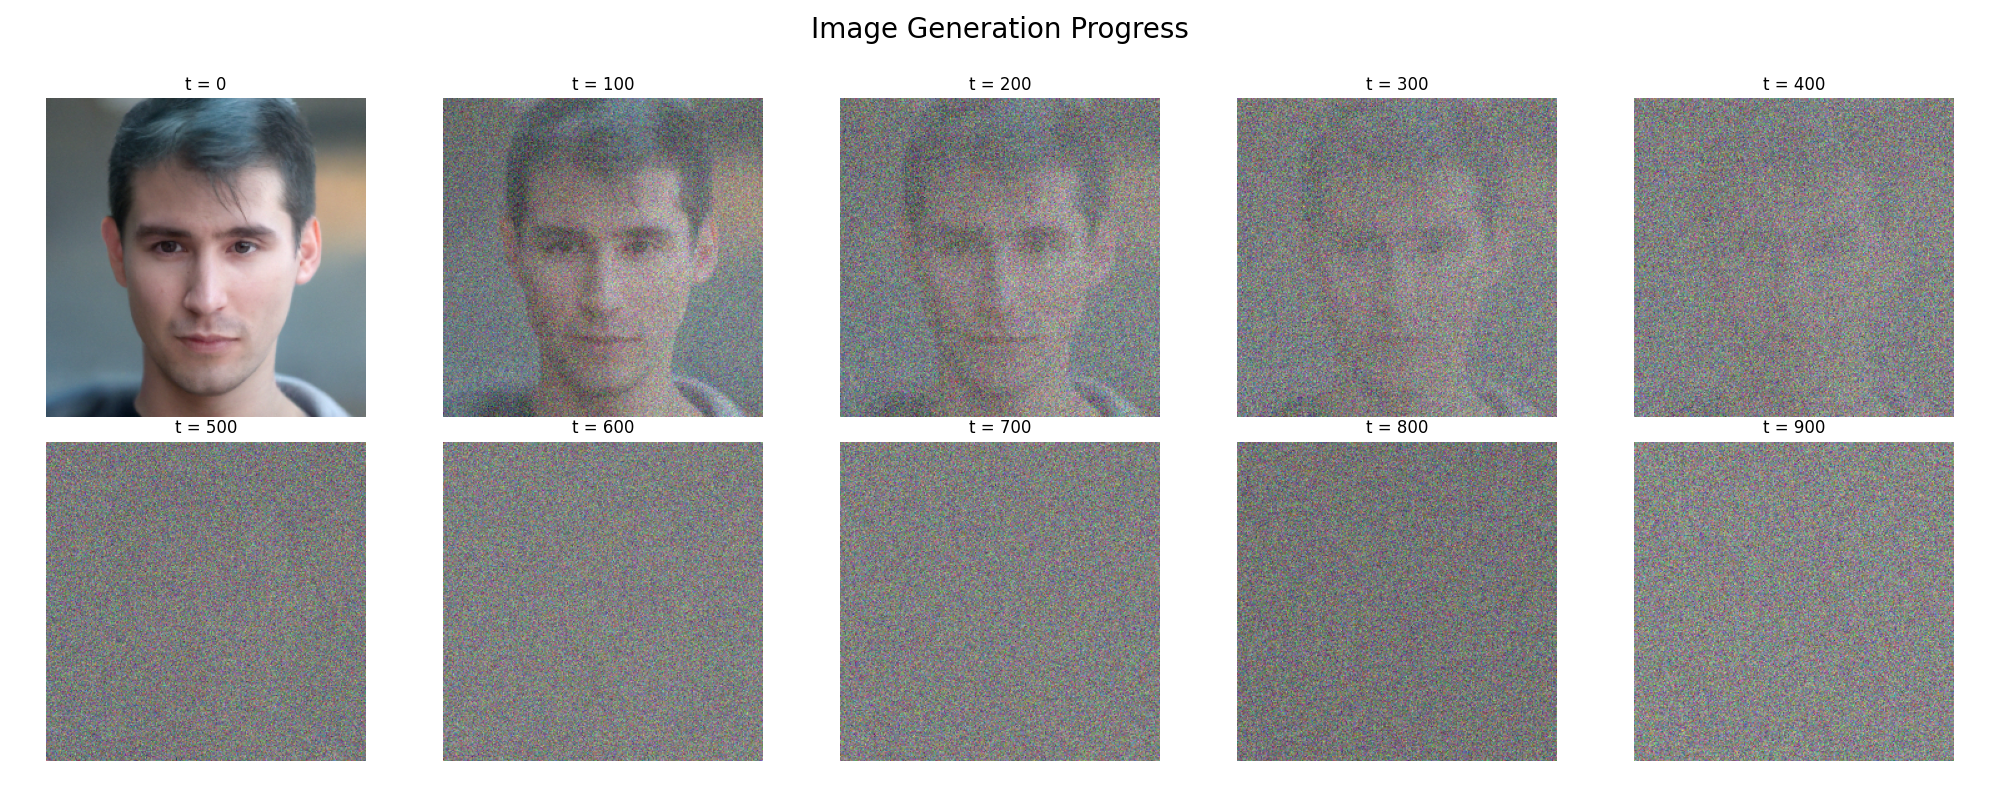 Image Generation Progress
t = 0
t = 100
t = 200
t = 300
t = 400
t = 500
t = 600
t = 700
t = 800
t = 900